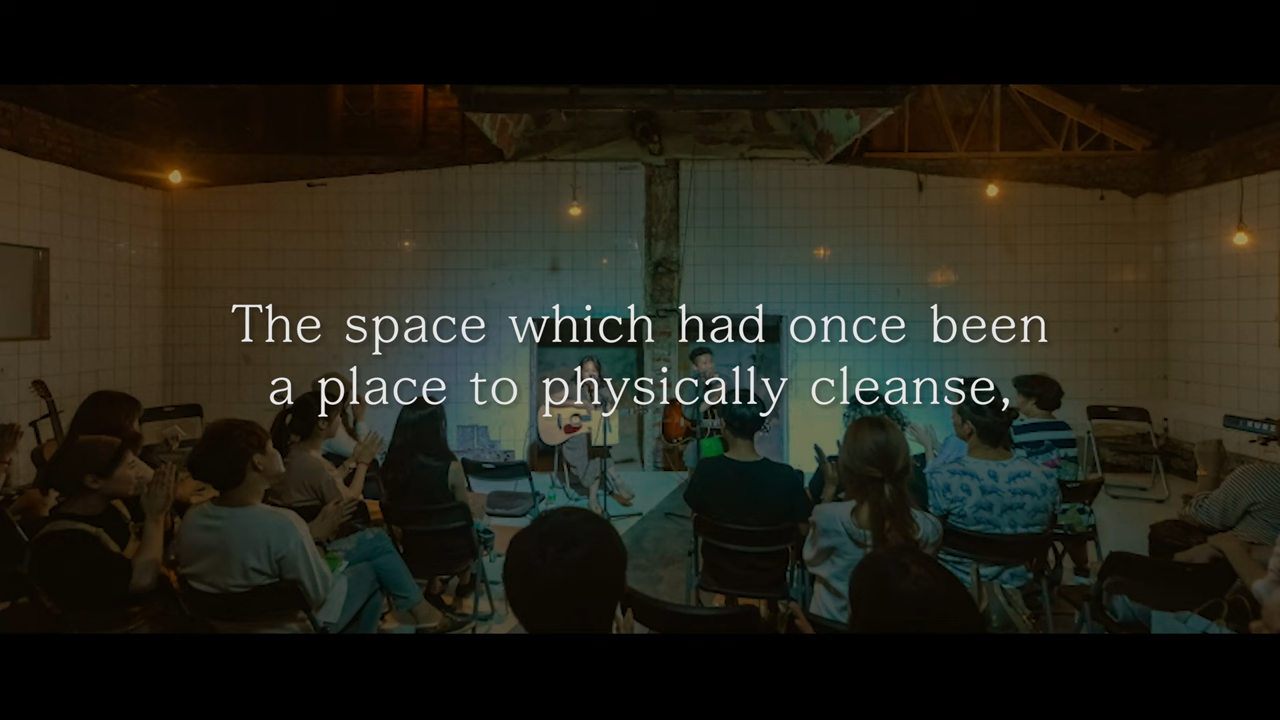 The space which had once been
a place to physically cleanse,